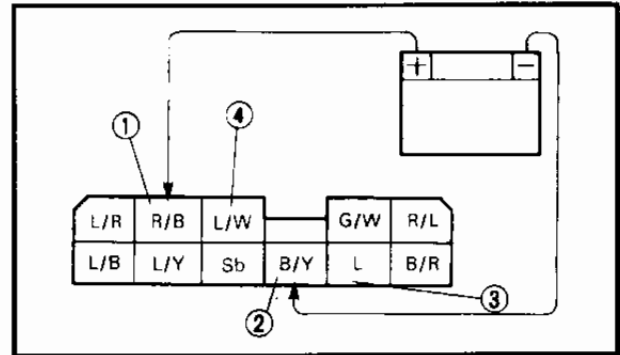 + −
① ④
L/R R/B L/W G/W R/L
L/B L/Y Sb B/Y L B/R
② ③